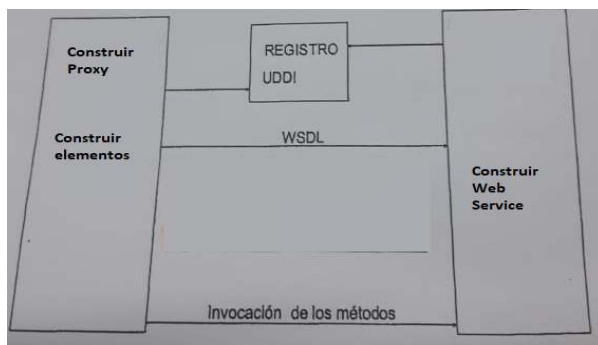 Construir
Proxy
REGISTRO
UDDI
Construir
elementos
WSDL
Construir
Web
Service
Invocación de los métodos